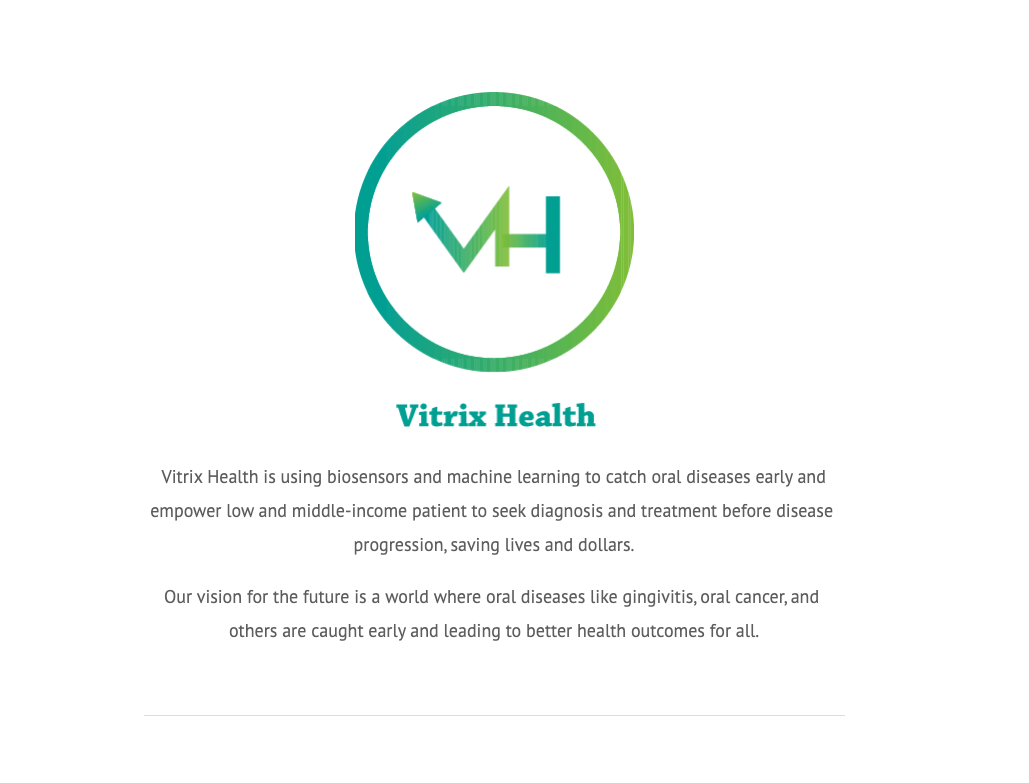 VH
Vitrix Health
Vitrix Health is using biosensors and machine learning to catch oral diseases early and
empower low and middle-income patient to seek diagnosis and treatment before disease
progression, saving lives and dollars.
Our vision for the future is a world where oral diseases like gingivitis, oral cancer, and
others are caught early and leading to better health outcomes for all.